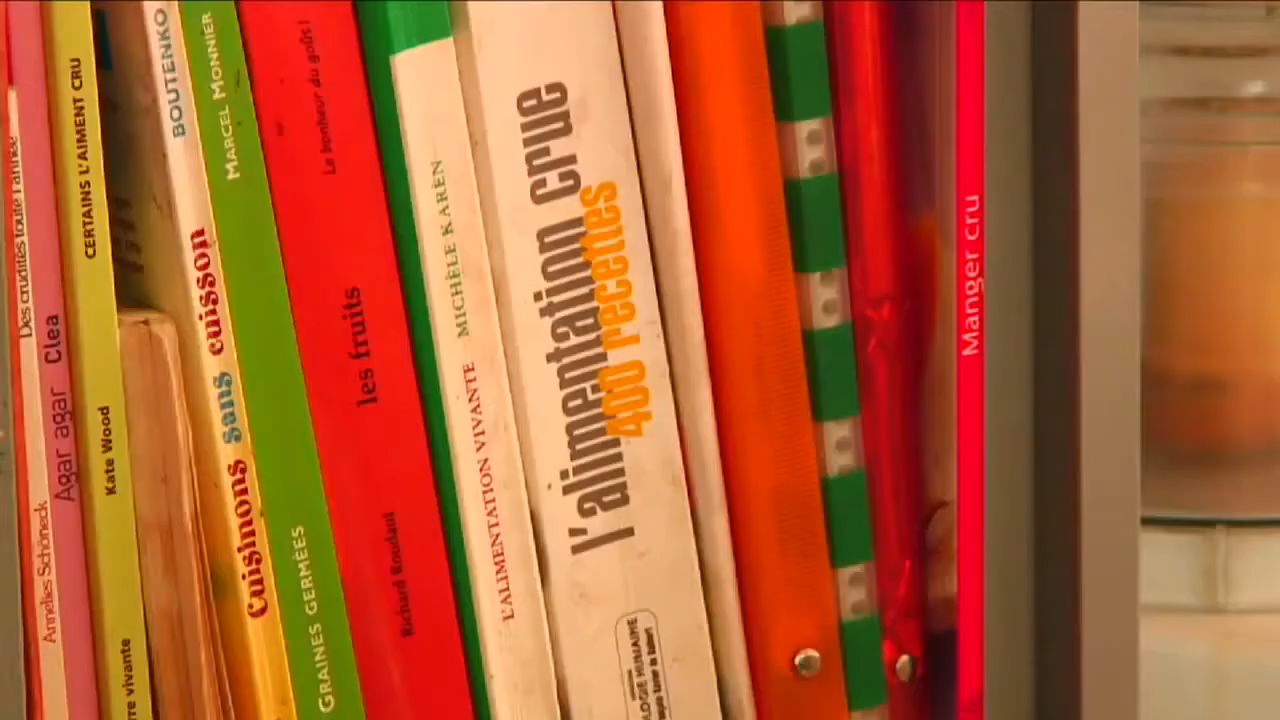 Des crudités toute l'année
Annelies Schöneck
Agar agar Clea
CERTAINS L'AIMENT CRU
Kate Wood
vivante
BOUTENKO
Cuisinons sans cuisson
MARCEL MONNIER
GRAINES GERMÉES
Le bonheur du goût!
les fruits
Richard Roudaut
MICHÈLE KARÈN
L'ALIMENTATION VIVANTE
l'alimentation crue
400 recettes
Manger cru